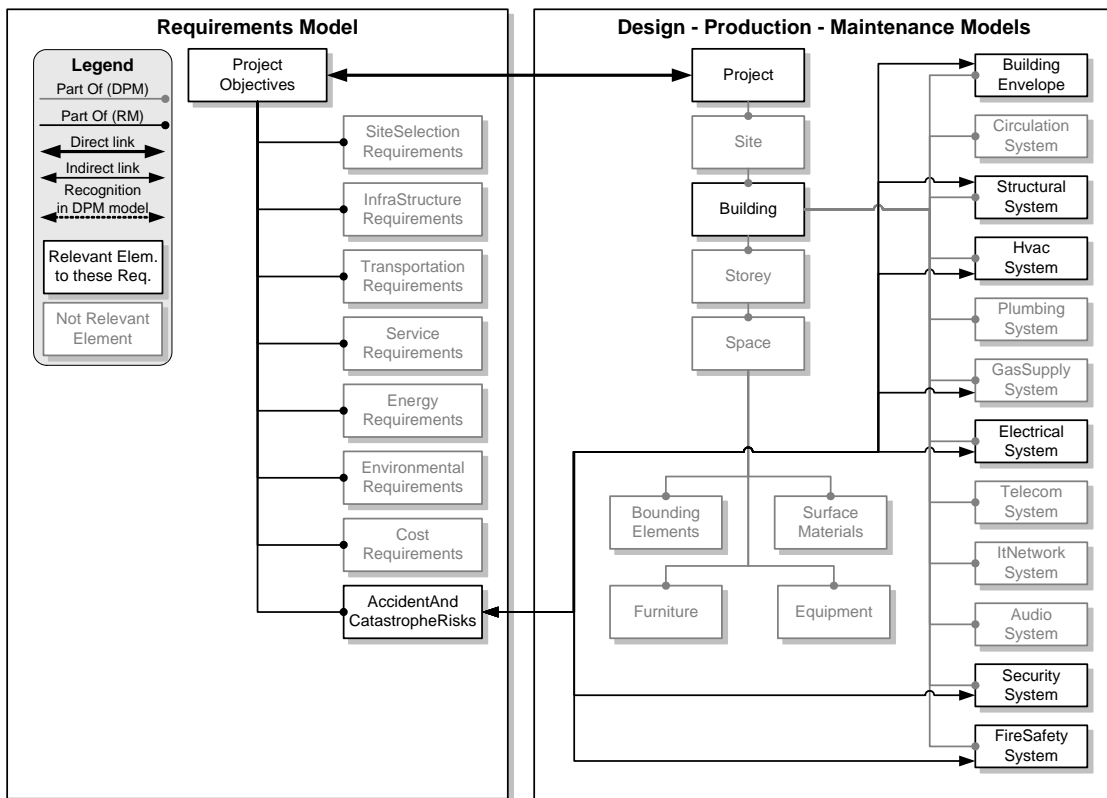 Requirements Model
Legend
Part Of (DPM)
Part Of (RM)
Direct link
Indirect link
Recognition
in DPM model
Relevant Elem.
to these Req.
Not Relevant
Element
Project
Objectives
SiteSelection
Requirements
InfraStructure
Requirements
Transportation
Requirements
Service
Requirements
Energy
Requirements
Environmental
Requirements
Cost
Requirements
AccidentAnd
CatastropheRisks
Design - Production - Maintenance Models
Project
Site
Building
Storey
Space
Bounding
Elements
Surface
Materials
Furniture
Equipment
Building
Envelope
Circulation
System
Structural
System
Hvac
System
Plumbing
System
GasSupply
System
Electrical
System
Telecom
System
ItNetwork
System
Audio
System
Security
System
FireSafety
System